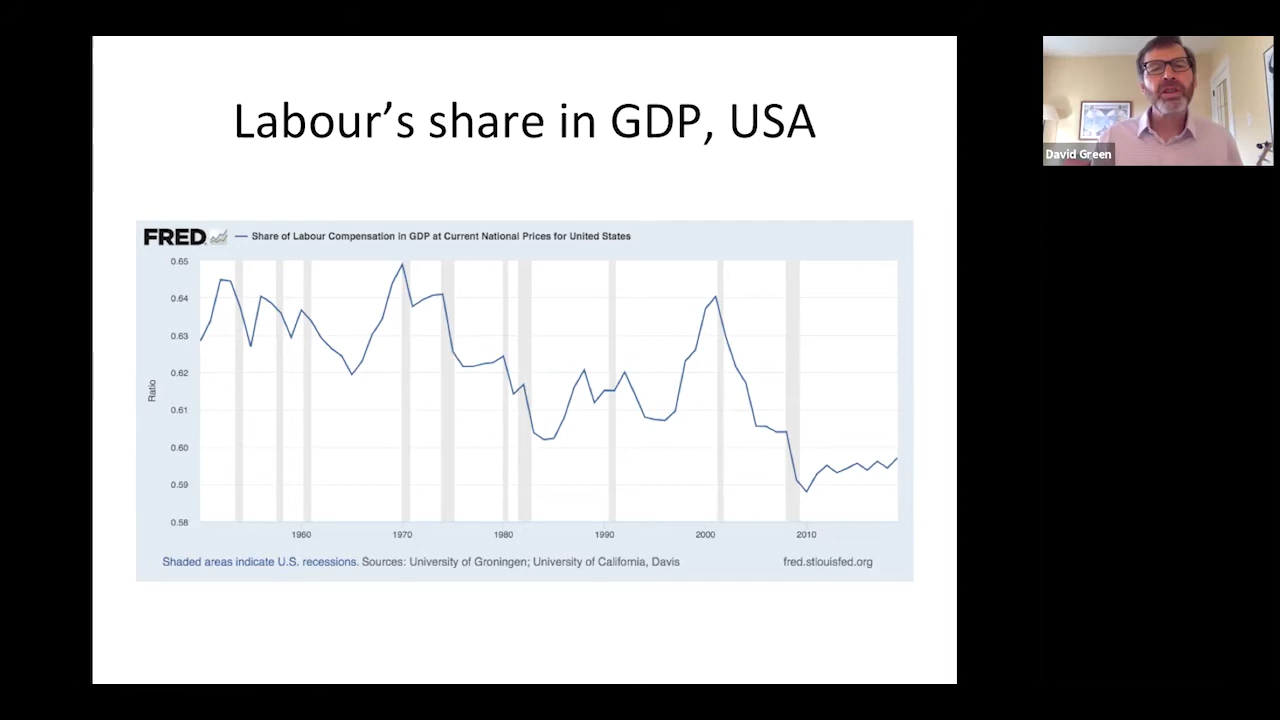 Labour’s share in GDP, USA
David Green
FRED
Share of Labour Compensation in GDP at Current National Prices for United States
0.65
0.64
0.63
0.62
0.61
0.60
0.59
0.58
Ratio
1960 1970 1980 1990 2000 2010
Shaded areas indicate U.S. recessions. Sources: University of Groningen; University of California, Davis
fred.stlouisfed.org